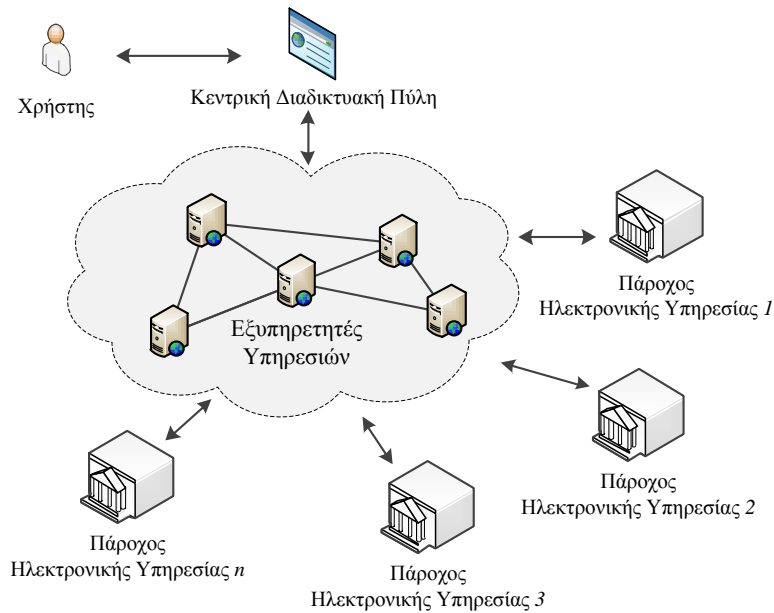 Χρήστης
Κεντρική Διαδικτυακή Πύλη
Εξυπηρετητές
Υπηρεσιών
Πάροχος
Ηλεκτρονικής Υπηρεσίας 1
Πάροχος
Ηλεκτρονικής Υπηρεσίας 2
Πάροχος
Ηλεκτρονικής Υπηρεσίας 3
Πάροχος
Ηλεκτρονικής Υπηρεσίας n